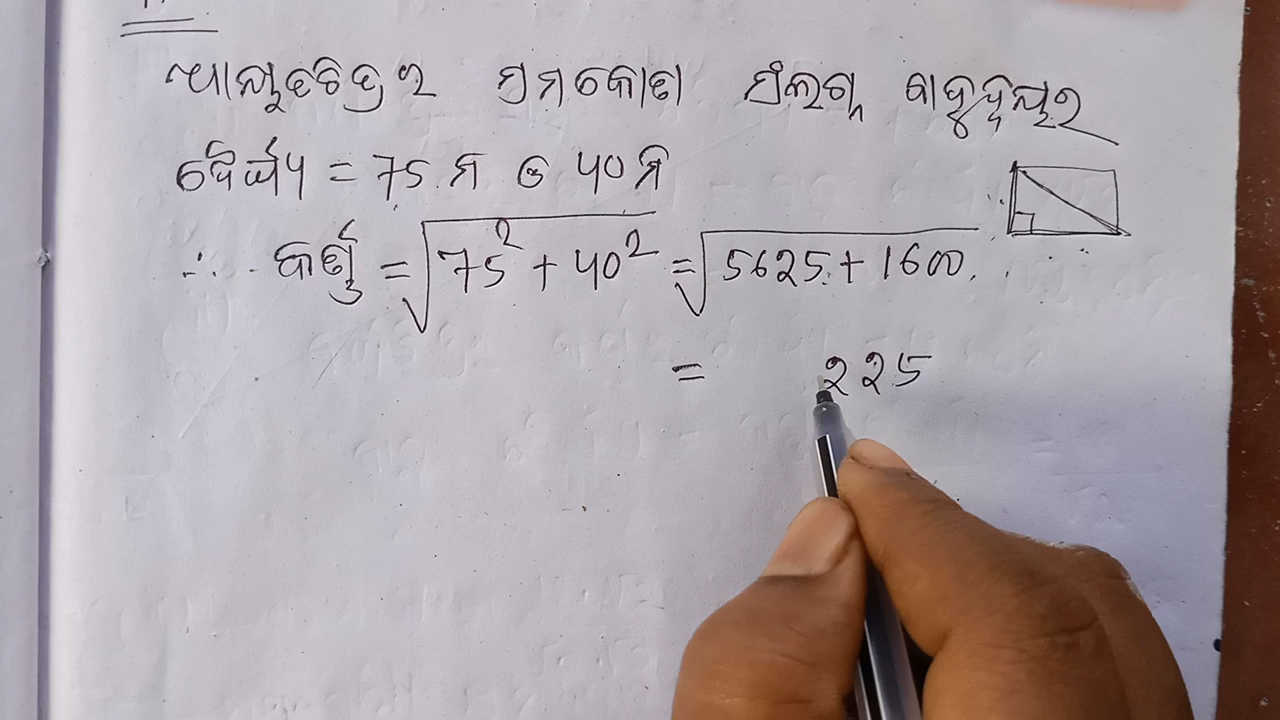 ଆୟତଚିତ୍ରର ସମକୋଣ ସଂଲଗ୍ନ ବାହୁଦ୍ୱୟର
ଦୈର୍ଘ୍ୟ = 75 ମି ଓ 40 ମି
∴ କର୍ଣ୍ଣ = √75² + 40² = √5625 + 1600
= 225